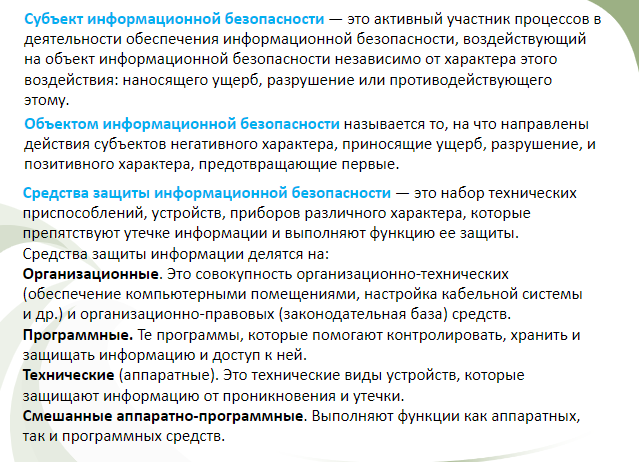 Субъект информационной безопасности — это активный участник процессов в
деятельности обеспечения информационной безопасности, воздействующий
на объект информационной безопасности независимо от характера этого
воздействия: наносящего ущерб, разрушение или противодействующего
этому.
Объектом информационной безопасности называется то, на что направлены
действия субъектов негативного характера, приносящие ущерб, разрушение, и
позитивного характера, предотвращающие первые.
Средства защиты информационной безопасности — это набор технических
приспособлений, устройств, приборов различного характера, которые
препятствуют утечке информации и выполняют функцию ее защиты.
Средства защиты информации делятся на:
Организационные. Это совокупность организационно-технических
(обеспечение компьютерными помещениями, настройка кабельной системы
и др.) и организационно-правовых (законодательная база) средств.
Программные. Те программы, которые помогают контролировать, хранить и
защищать информацию и доступ к ней.
Технические (аппаратные). Это технические виды устройств, которые
защищают информацию от проникновения и утечки.
Смешанные аппаратно-программные. Выполняют функции как аппаратных,
так и программных средств.